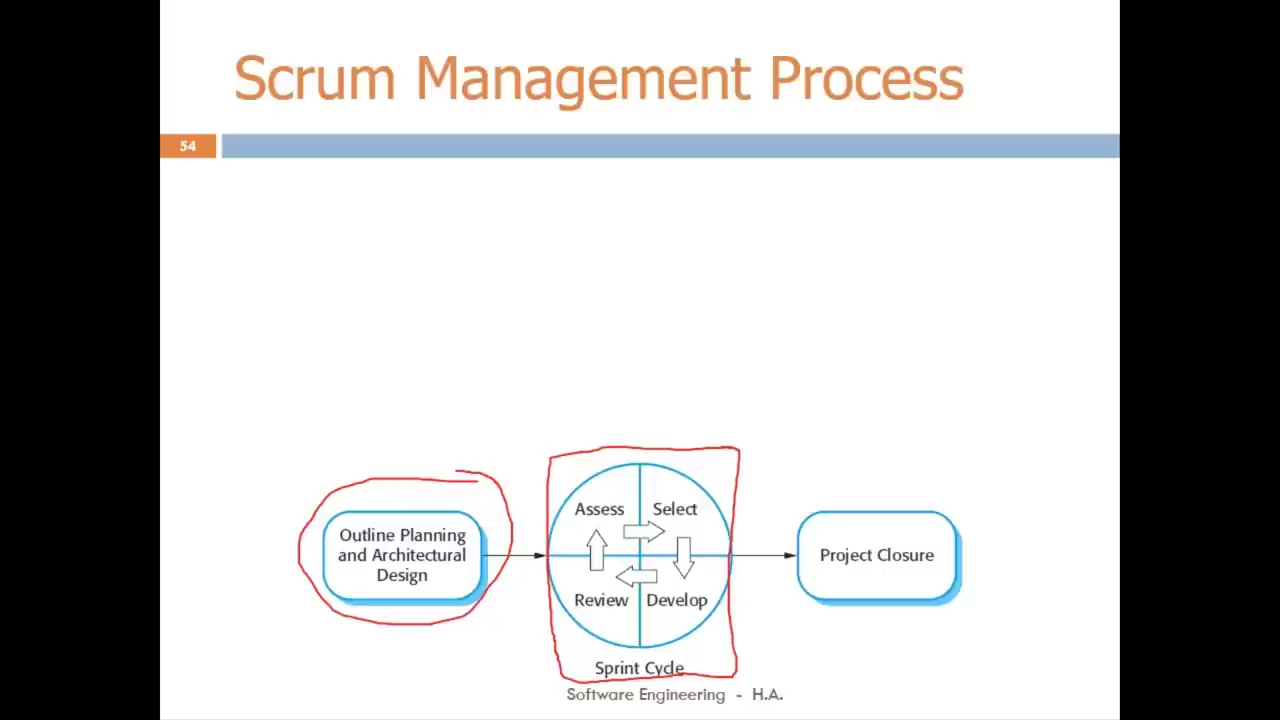 Scrum Management Process
54
Outline Planning
and Architectural
Design
Assess
Select
Review
Develop
Sprint Cycle
Project Closure
Software Engineering - H.A.